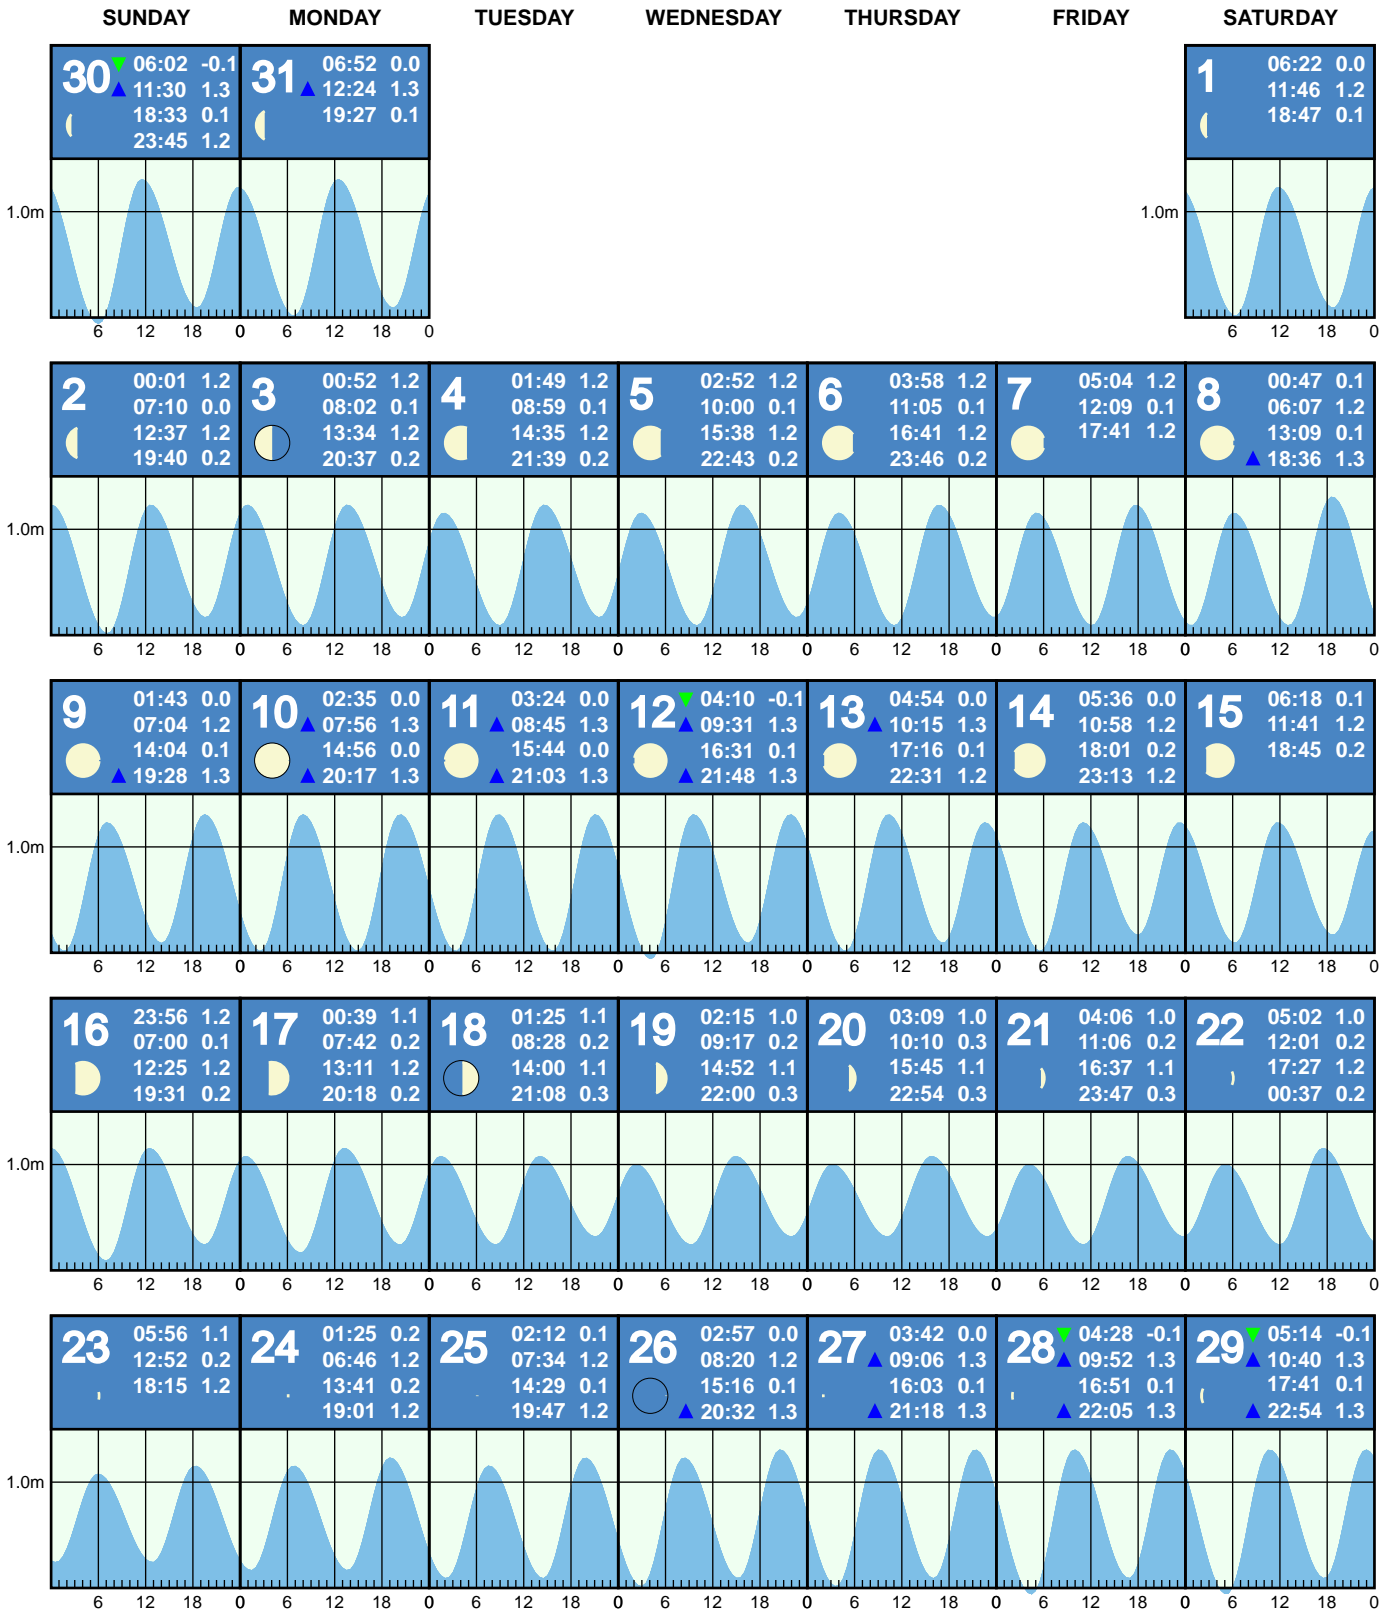 SUNDAY MONDAY TUESDAY WEDNESDAY THURSDAY FRIDAY SATURDAY
30 06:02 -0.1
11:30 1.3
18:33 0.1
23:45 1.2
31 06:52 0.0
12:24 1.3
19:27 0.1
1 06:22 0.0
11:46 1.2
18:47 0.1
1.0m 1.0m
6 12 18 0 6 12 18 0 6 12 18 0
2 00:01 1.2
07:10 0.0
12:37 1.2
19:40 0.2
3 00:52 1.2
08:02 0.1
13:34 1.2
20:37 0.2
4 01:49 1.2
08:59 0.1
14:35 1.2
21:39 0.2
5 02:52 1.2
10:00 0.1
15:38 1.2
22:43 0.2
6 03:58 1.2
11:05 0.1
16:41 1.2
23:46 0.2
7 05:04 1.2
12:09 0.1
17:41 1.2
8 00:47 0.1
06:07 1.2
13:09 0.1
18:36 1.3
1.0m
6 12 18 0 6 12 18 0 6 12 18 0 6 12 18 0 6 12 18 0 6 12 18 0 6 12 18 0
9 01:43 0.0
07:04 1.2
14:04 0.1
19:28 1.3
10 02:35 0.0
07:56 1.3
14:56 0.0
20:17 1.3
11 03:24 0.0
08:45 1.3
15:44 0.0
21:03 1.3
12 04:10 -0.1
09:31 1.3
16:31 0.1
21:48 1.3
13 04:54 0.0
10:15 1.3
17:16 0.1
22:31 1.2
14 05:36 0.0
10:58 1.2
18:01 0.2
23:13 1.2
15 06:18 0.1
11:41 1.2
18:45 0.2
1.0m
6 12 18 0 6 12 18 0 6 12 18 0 6 12 18 0 6 12 18 0 6 12 18 0 6 12 18 0
16 23:56 1.2
07:00 0.1
12:25 1.2
19:31 0.2
17 00:39 1.1
07:42 0.2
13:11 1.2
20:18 0.2
18 01:25 1.1
08:28 0.2
14:00 1.1
21:08 0.3
19 02:15 1.0
09:17 0.2
14:52 1.1
22:00 0.3
20 03:09 1.0
10:10 0.3
15:45 1.1
22:54 0.3
21 04:06 1.0
11:06 0.2
16:37 1.1
23:47 0.3
22 05:02 1.0
12:01 0.2
17:27 1.2
00:37 0.2
1.0m
6 12 18 0 6 12 18 0 6 12 18 0 6 12 18 0 6 12 18 0 6 12 18 0 6 12 18 0
23 05:56 1.1
12:52 0.2
18:15 1.2
24 01:25 0.2
06:46 1.2
13:41 0.2
19:01 1.2
25 02:12 0.1
07:34 1.2
14:29 0.1
19:47 1.2
26 02:57 0.0
08:20 1.2
15:16 0.1
20:32 1.3
27 03:42 0.0
09:06 1.3
16:03 0.1
21:18 1.3
28 04:28 -0.1
09:52 1.3
16:51 0.1
22:05 1.3
29 05:14 -0.1
10:40 1.3
17:41 0.1
22:54 1.3
1.0m
6 12 18 0 6 12 18 0 6 12 18 0 6 12 18 0 6 12 18 0 6 12 18 0 6 12 18 0